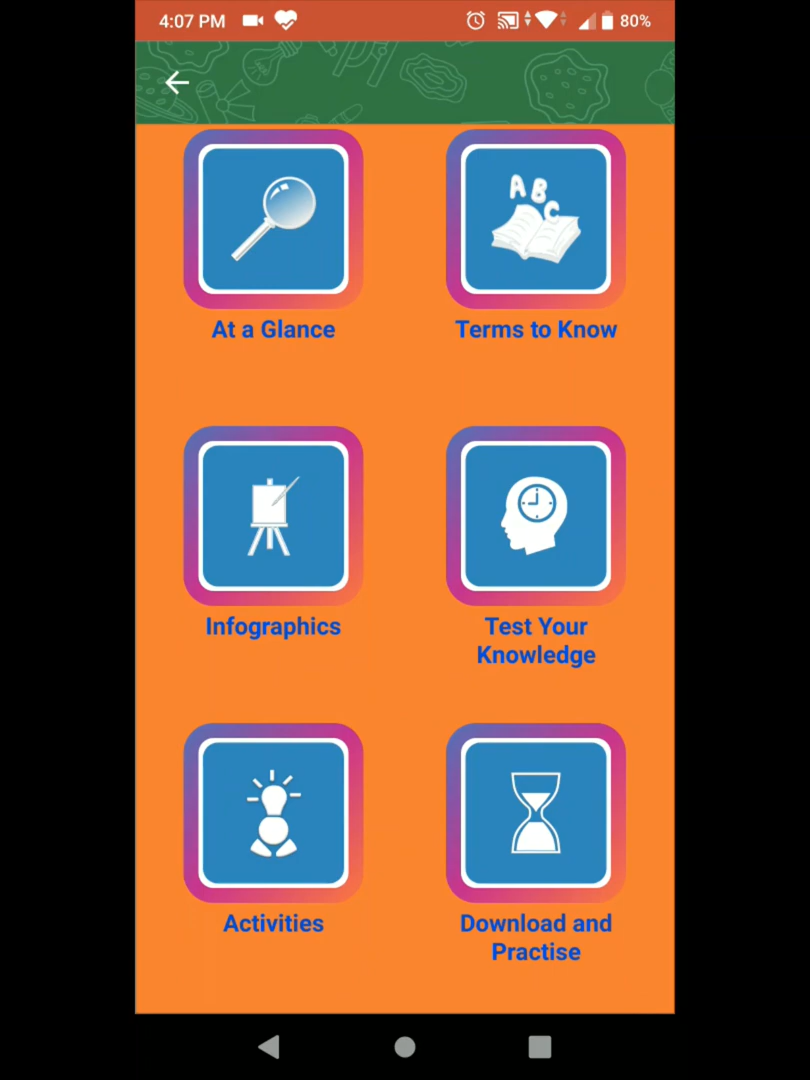 4:07 PM
80%
A B C
At a Glance
Terms to Know
Infographics
Test Your
Knowledge
Activities
Download and
Practise